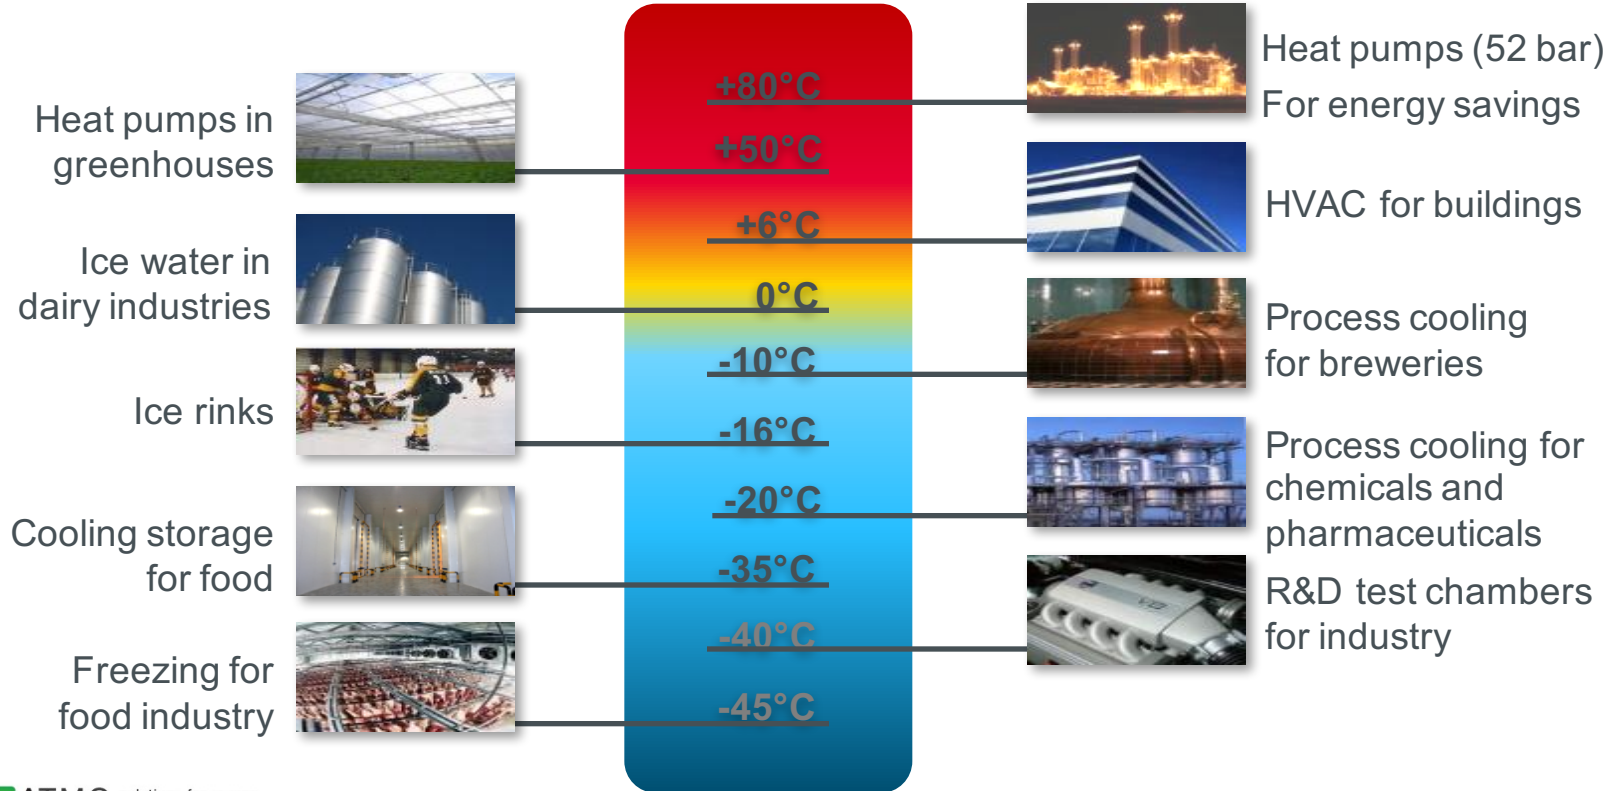 Heat pumps in
greenhouses
Ice water in
dairy industries
Ice rinks
Cooling storage
for food
Freezing for
food industry
+80°C
+50°C
+6°C
0°C
-10°C
-16°C
-20°C
-35°C
-40°C
-45°C
Heat pumps (52 bar)
For energy savings
HVAC for buildings
Process cooling
for breweries
Process cooling for
chemicals and
pharmaceuticals
R&D test chambers
for industry